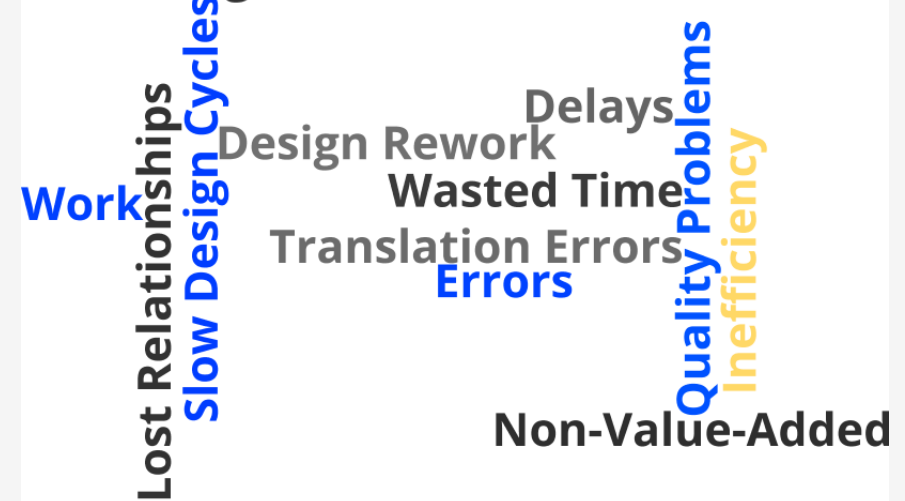 Lost Relationships
Slow Design Cycles
Delays
Design Rework
Quality Problems
Inefficiency
Wasted Time
Work
Translation Errors
Errors
Non-Value-Added